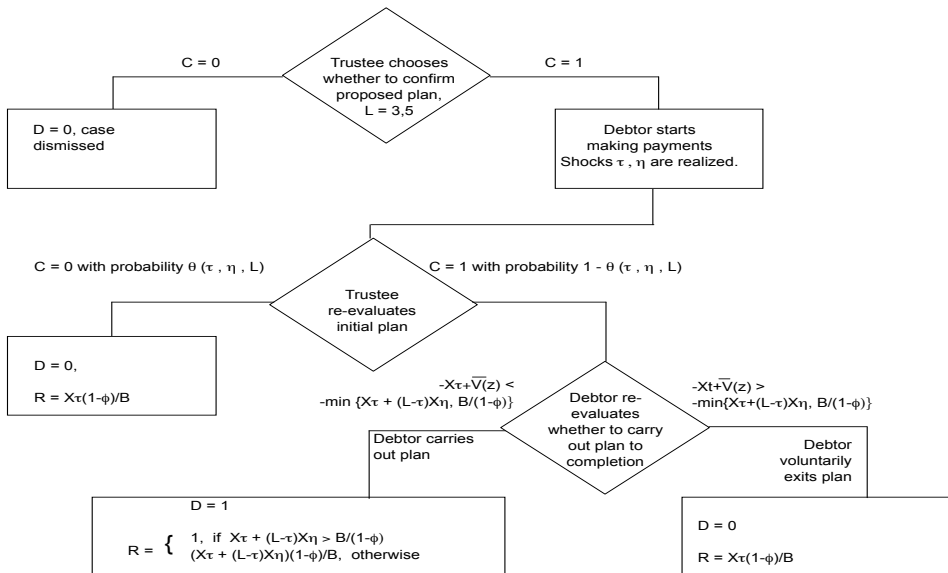 C = 0
Trustee chooses
whether to confirm
proposed plan,
L = 3,5
C = 1
D = 0, case
dismissed
Debtor starts
making payments
Shocks τ , η are realized.
C = 0 with probability θ (τ , η , L)
C = 1 with probability 1 - θ (τ , η , L)
Trustee
re-evaluates
initial plan
D = 0,
R = Xτ(1-ϕ)/B
-Xτ+V̅(z) <
-min {Xτ + (L-τ)Xη, B/(1-ϕ)}
Debtor re-
evaluates
whether to carry
out plan to
completion
-Xt+V̅(z) >
-min{Xτ+(L-τ)Xη, B/(1-ϕ)}
Debtor carries
out plan
Debtor
voluntarily
exits plan
D = 1
R = { 1, if Xτ + (L-τ)Xη > B/(1-ϕ)
(Xτ + (L-τ)Xη)(1-ϕ)/B, otherwise
D = 0
R = Xτ(1-ϕ)/B